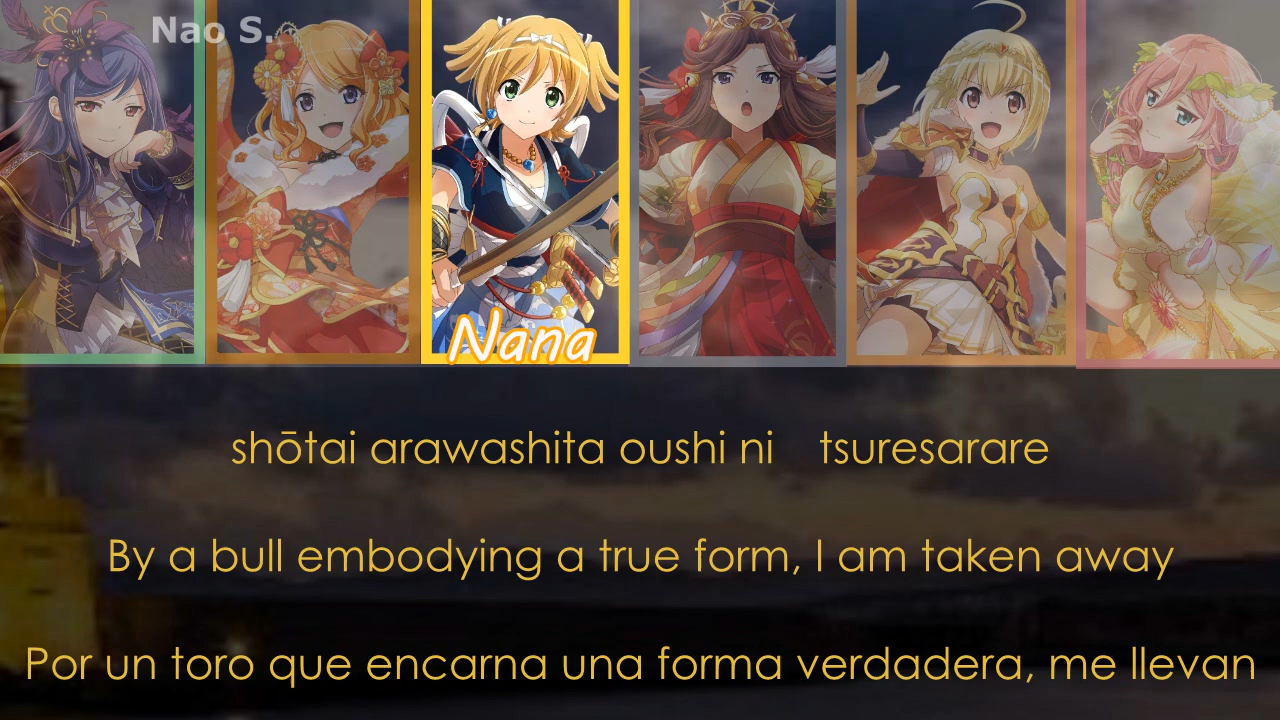 Nao S.
Nana
shōtai arawashita oushi ni tsuresarare
By a bull embodying a true form, I am taken away
Por un toro que encarna una forma verdadera, me llevan